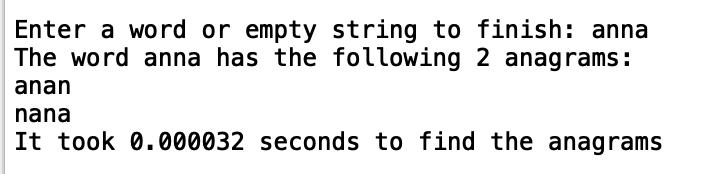 Enter a word or empty string to finish: anna
The word anna has the following 2 anagrams:
anan
nana
It took 0.000032 seconds to find the anagrams